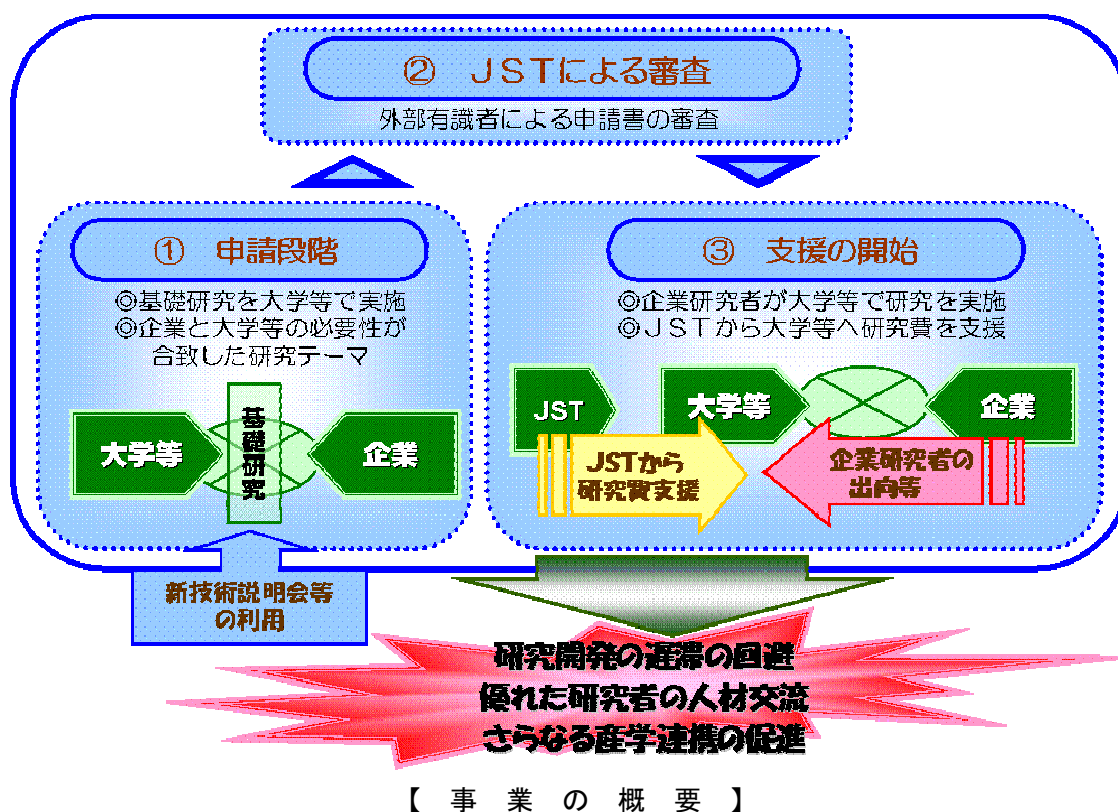 ② JSTによる審査
外部有識者による申請書の審査
① 申請段階
◎基礎研究を大学等で実施
◎企業と大学等の必要性が
合致した研究テーマ
大学等
基礎研究
企業
新技術説明会等
の利用
③ 支援の開始
◎企業研究者が大学等で研究を実施
◎JSTから大学等へ研究費を支援
JST
大学等
企業
JSTから
研究費支援
企業研究者の
出向等
研究開発の遅滞の回避
優れた研究者の人材交流
さらなる産学連携の促進
【 事 業 の 概 要 】